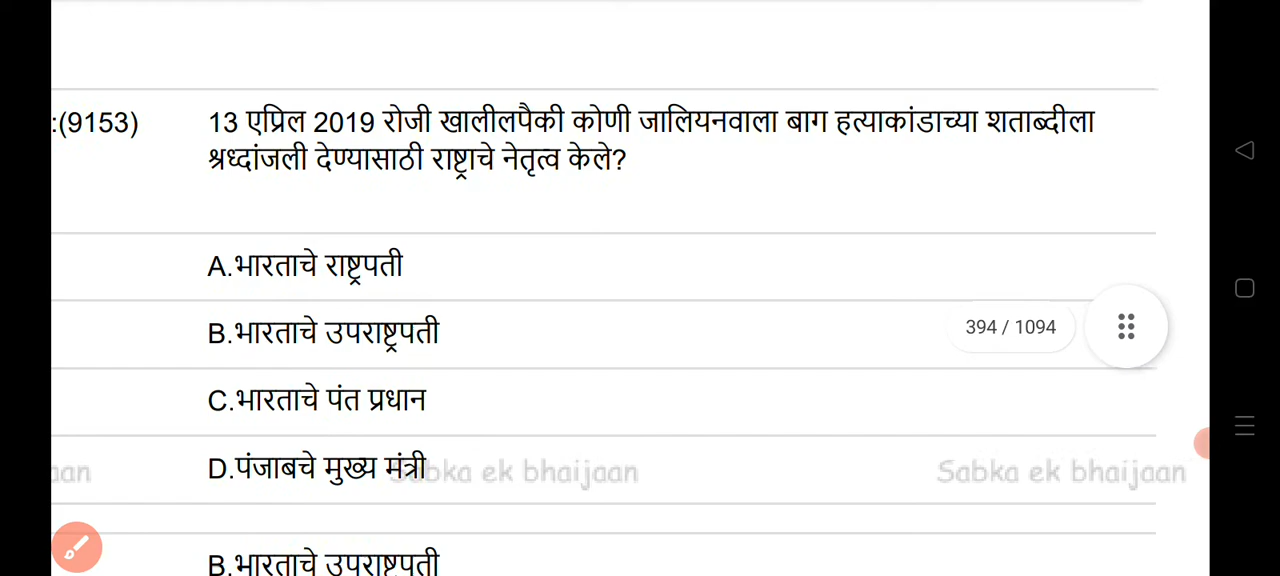 :(9153) 13 एप्रिल 2019 रोजी खालीलपैकी कोणी जालियनवाला बाग हत्याकांडाच्या शताब्दीला
श्रध्दांजली देण्यासाठी राष्ट्राचे नेतृत्व केले?
A.भारताचे राष्ट्रपती
B.भारताचे उपराष्ट्रपती
394 / 1094
C.भारताचे पंत प्रधान
aan D.पंजाबचे मुख्य मंत्री Sabka ek bhaijaan Sabka ek bhaijaan
B.भारताचे उपराष्ट्रपती